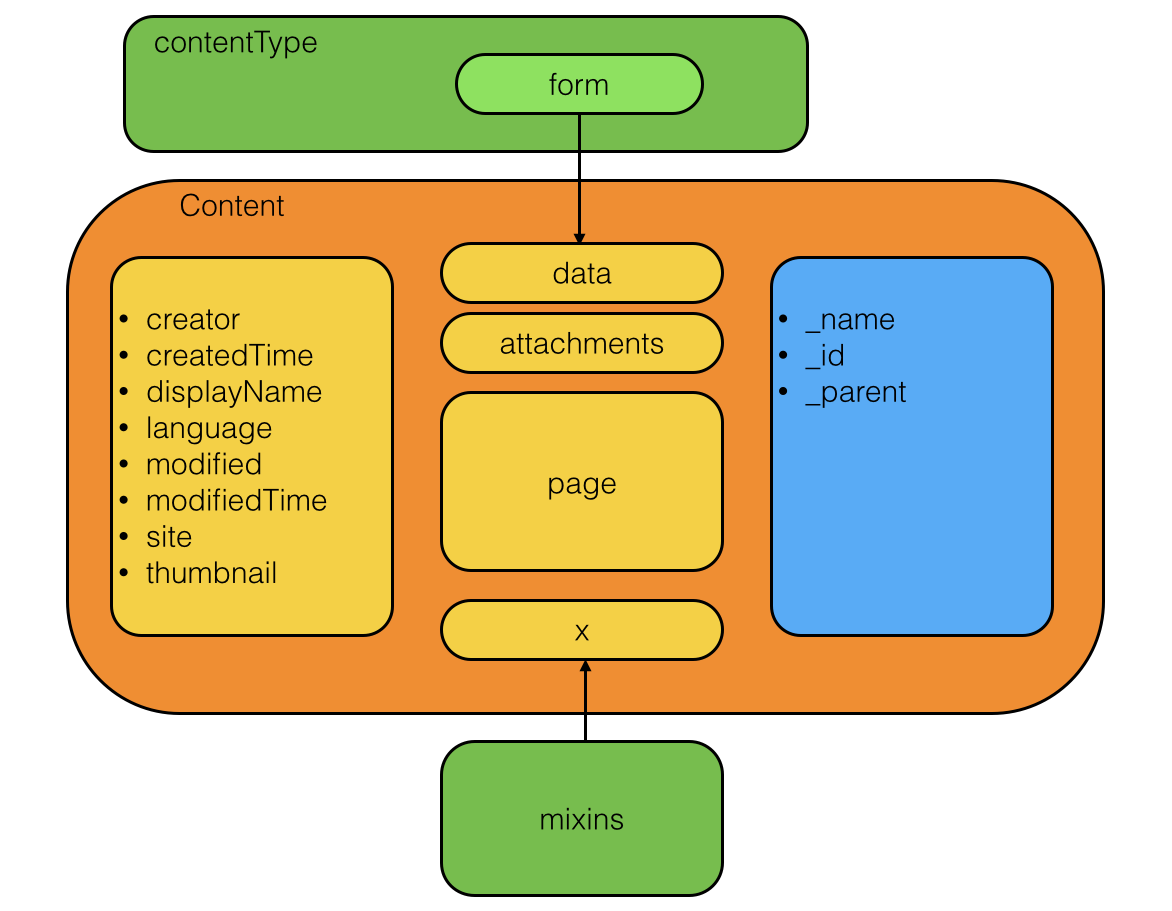 contentType
form
Content
data
attachments
page
x
• creator
• createdTime
• displayName
• language
• modified
• modifiedTime
• site
• thumbnail
• _name
• _id
• _parent
mixins